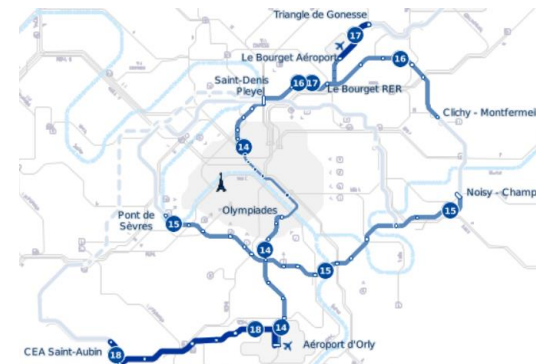 Triangle de Gonesse
17
Le Bourget Aéroport
16
Saint-Denis
Pleyel
16 17
Le Bourget RER
Clichy - Montfermeil
14
Noisy - Champ
Olympiades
15
Pont de
Sèvres
15
14
15
18
14
Aéroport d'Orly
CEA Saint-Aubin
18